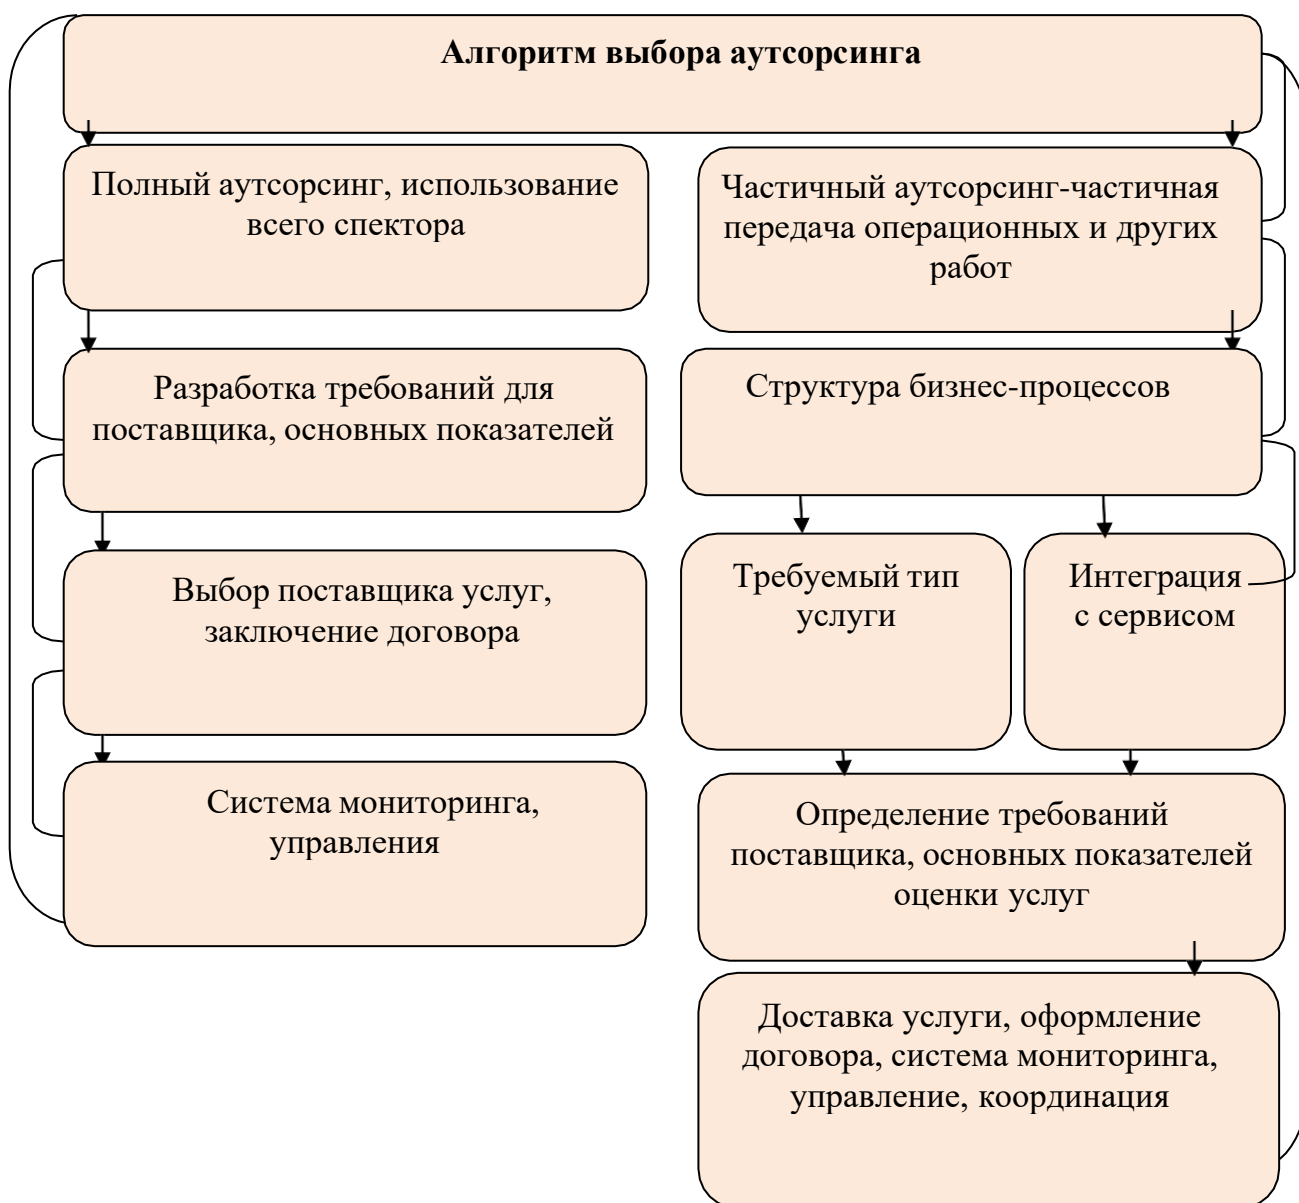 Алгоритм выбора аутсорсинга
Полный аутсорсинг, использование
всего спектора
Частичный аутсорсинг-частичная
передача операционных и других
работ
Разработка требований для
поставщика, основных показателей
Структура бизнес-процессов
Выбор поставщика услуг,
заключение договора
Требуемый тип
услуги
Интеграция
с сервисом
Система мониторинга,
управления
Определение требований
поставщика, основных показателей
оценки услуг
Доставка услуги, оформление
договора, система мониторинга,
управление, координация